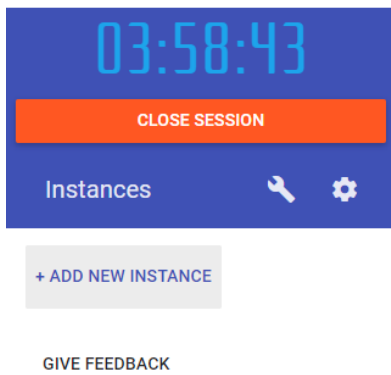 03:58:43
CLOSE SESSION
Instances
+ ADD NEW INSTANCE
GIVE FEEDBACK